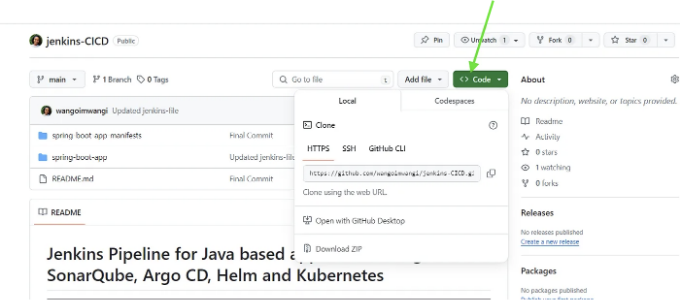 jenkins-CICD Public
Pin Unwatch 1 Fork 0 Star 0
main 1 Branch 0 Tags Go to file t Add file <> Code
About
No description, website, or topics provided.
Readme
Activity
0 stars
1 watching
0 forks
Releases
No releases published
Create a new release
Packages
No packages published
Publish your first package
wangoimwangi Updated jenkins-file
spring-boot-app-manifests Final Commit
spring-boot-app Updated jenkins-
README.md Final Commit
Local Codespaces
Clone
HTTPS SSH GitHub CLI
https://github.com/wangoimwangi/jenkins-CICD.gi
Clone using the web URL.
Open with GitHub Desktop
Download ZIP
README
Jenkins Pipeline for Java based app
SonarQube, Argo CD, Helm and Kubernetes